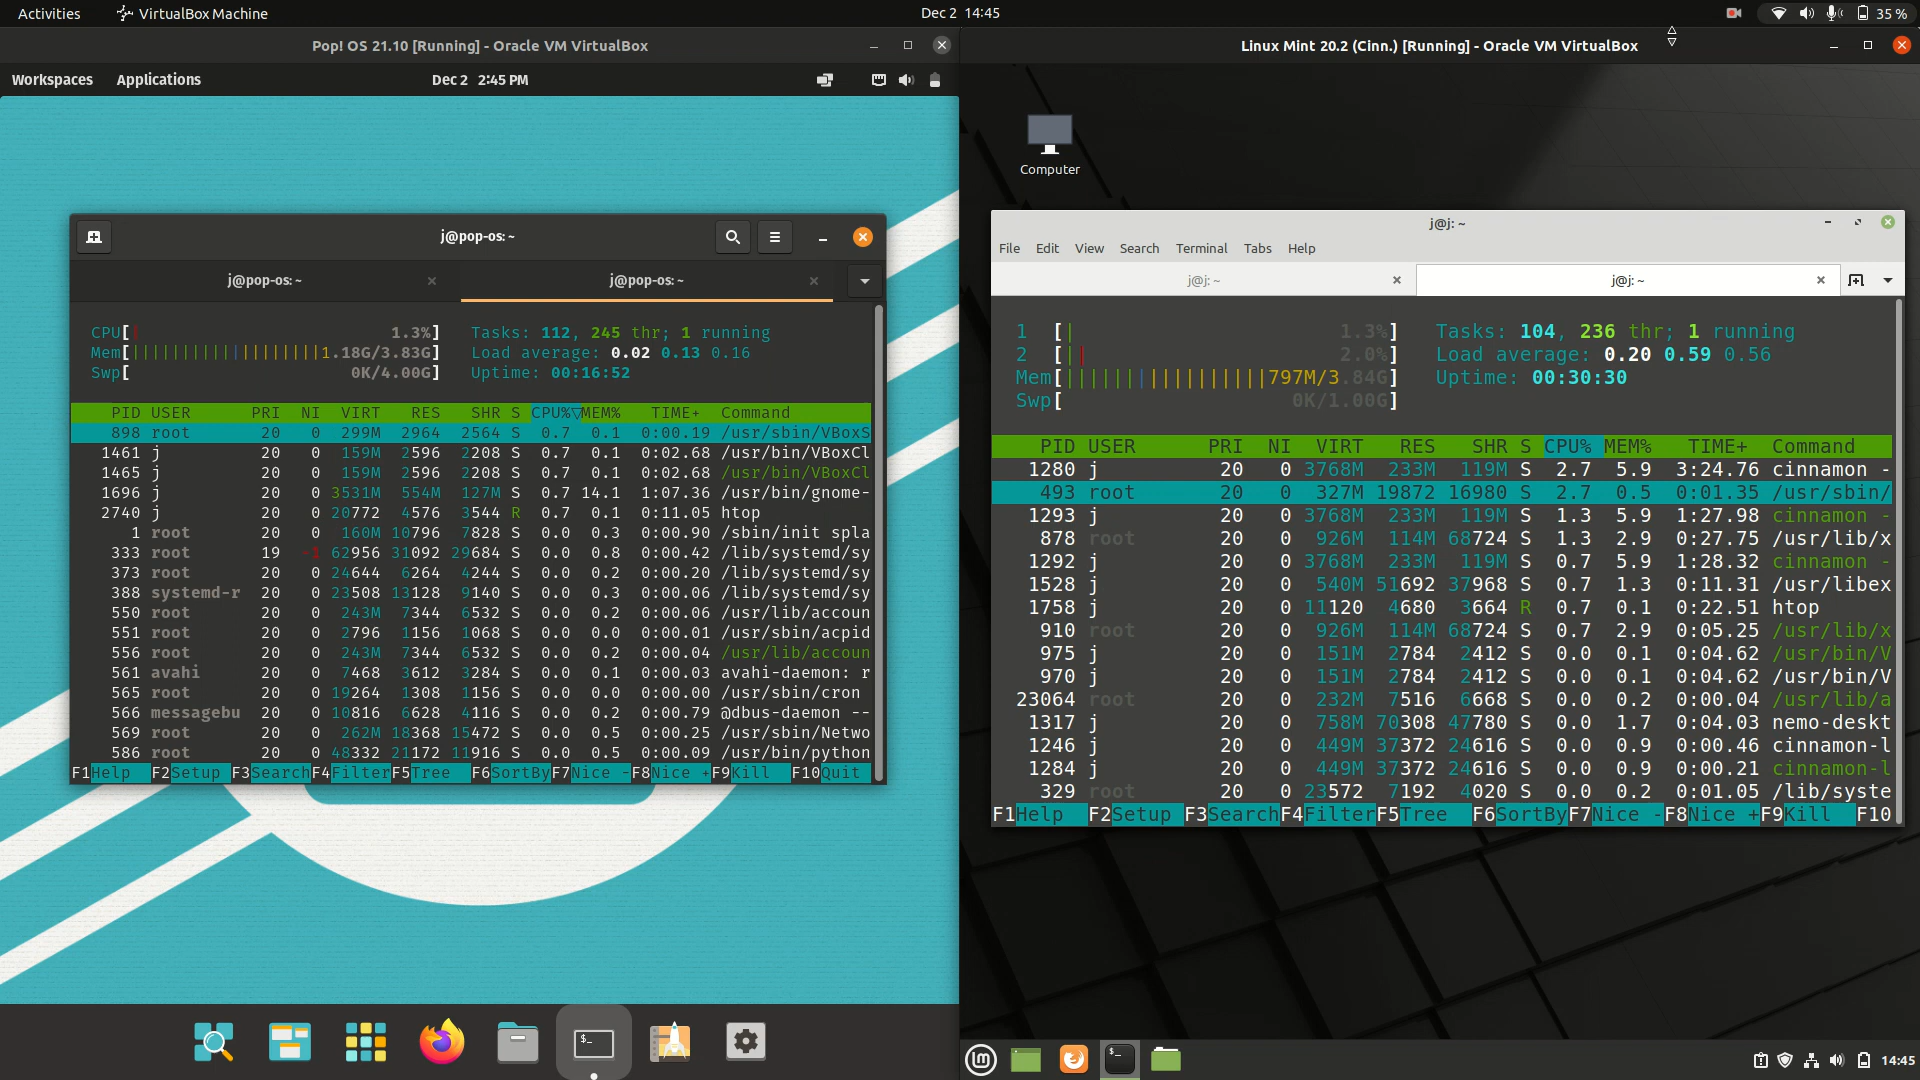 Activities VirtualBox Machine Dec 2 14:45 35 %
Pop! OS 21.10 [Running] - Oracle VM VirtualBox
Workspaces Applications Dec 2 2:45 PM
j@pop-os: ~
j@pop-os: ~ j@pop-os: ~
CPU[ 1.3%] Tasks: 112, 245 thr; 1 running
Mem[||||||||||||||||||||1.18G/3.83G] Load average: 0.02 0.13 0.16
Swp[ 0K/4.00G] Uptime: 00:16:52
PID USER PRI NI VIRT RES SHR S CPU%▽MEM% TIME+ Command
898 root 20 0 299M 2964 2564 S 0.7 0.1 0:00.19 /usr/sbin/VBoxS
1461 j 20 0 159M 2596 2208 S 0.7 0.1 0:02.68 /usr/bin/VBoxCl
1465 j 20 0 159M 2596 2208 S 0.7 0.1 0:02.68 /usr/bin/VBoxCl
1696 j 20 0 3531M 554M 127M S 0.7 14.1 1:07.36 /usr/bin/gnome-
2740 j 20 0 20772 4576 3544 R 0.7 0.1 0:11.05 htop
1 root 20 0 160M 10796 7828 S 0.0 0.3 0:00.90 /sbin/init spla
333 root 19 -1 62956 31092 29684 S 0.0 0.8 0:00.42 /lib/systemd/sy
373 root 20 0 24644 6264 4244 S 0.0 0.2 0:00.20 /lib/systemd/sy
388 systemd-r 20 0 23508 13128 9140 S 0.0 0.3 0:00.06 /lib/systemd/sy
550 root 20 0 243M 7344 6532 S 0.0 0.2 0:00.06 /usr/lib/accoun
551 root 20 0 2796 1156 1068 S 0.0 0.0 0:00.01 /usr/sbin/acpid
556 root 20 0 243M 7344 6532 S 0.0 0.2 0:00.04 /usr/lib/accoun
561 avahi 20 0 7468 3612 3284 S 0.0 0.1 0:00.03 avahi-daemon: r
565 root 20 0 19264 1308 1156 S 0.0 0.0 0:00.00 /usr/sbin/cron
566 messagebu 20 0 10816 6628 4116 S 0.0 0.2 0:00.79 @dbus-daemon --
569 root 20 0 262M 18368 15472 S 0.0 0.5 0:00.25 /usr/sbin/Netwo
586 root 20 0 48332 21172 11916 S 0.0 0.5 0:00.09 /usr/bin/python
F1Help F2Setup F3SearchF4FilterF5Tree F6SortByF7Nice -F8Nice +F9Kill F10Quit
Linux Mint 20.2 (Cinn.) [Running] - Oracle VM VirtualBox
Computer
j@j: ~
File Edit View Search Terminal Tabs Help
j@j: ~ j@j: ~
1 [| 1.3%] Tasks: 104, 236 thr; 1 running
2 [|| 2.0%] Load average: 0.20 0.59 0.56
Mem[|||||||||||||||||797M/3.84G] Uptime: 00:30:30
Swp[ 0K/1.00G]
PID USER PRI NI VIRT RES SHR S CPU% MEM% TIME+ Command
1280 j 20 0 3768M 233M 119M S 2.7 5.9 3:24.76 cinnamon -
493 root 20 0 327M 19872 16980 S 2.7 0.5 0:01.35 /usr/sbin/
1293 j 20 0 3768M 233M 119M S 1.3 5.9 1:27.98 cinnamon -
878 root 20 0 926M 114M 68724 S 1.3 2.9 0:27.75 /usr/lib/x
1292 j 20 0 3768M 233M 119M S 0.7 5.9 1:28.32 cinnamon -
1528 j 20 0 540M 51692 37968 S 0.7 1.3 0:11.31 /usr/libex
1758 j 20 0 11120 4680 3664 R 0.7 0.1 0:22.51 htop
910 root 20 0 926M 114M 68724 S 0.7 2.9 0:05.25 /usr/lib/x
975 j 20 0 151M 2784 2412 S 0.0 0.1 0:04.62 /usr/bin/V
970 j 20 0 151M 2784 2412 S 0.0 0.1 0:04.62 /usr/bin/V
23064 root 20 0 232M 7516 6668 S 0.0 0.2 0:00.04 /usr/lib/a
1317 j 20 0 758M 70308 47780 S 0.0 1.7 0:04.03 nemo-deskt
1246 j 20 0 449M 37372 24616 S 0.0 0.9 0:00.46 cinnamon-l
1284 j 20 0 449M 37372 24616 S 0.0 0.9 0:00.21 cinnamon-l
329 root 20 0 23572 7192 4020 S 0.0 0.2 0:01.05 /lib/syste
F1Help F2Setup F3SearchF4FilterF5Tree F6SortByF7Nice -F8Nice +F9Kill F10
$_
$_
14:45